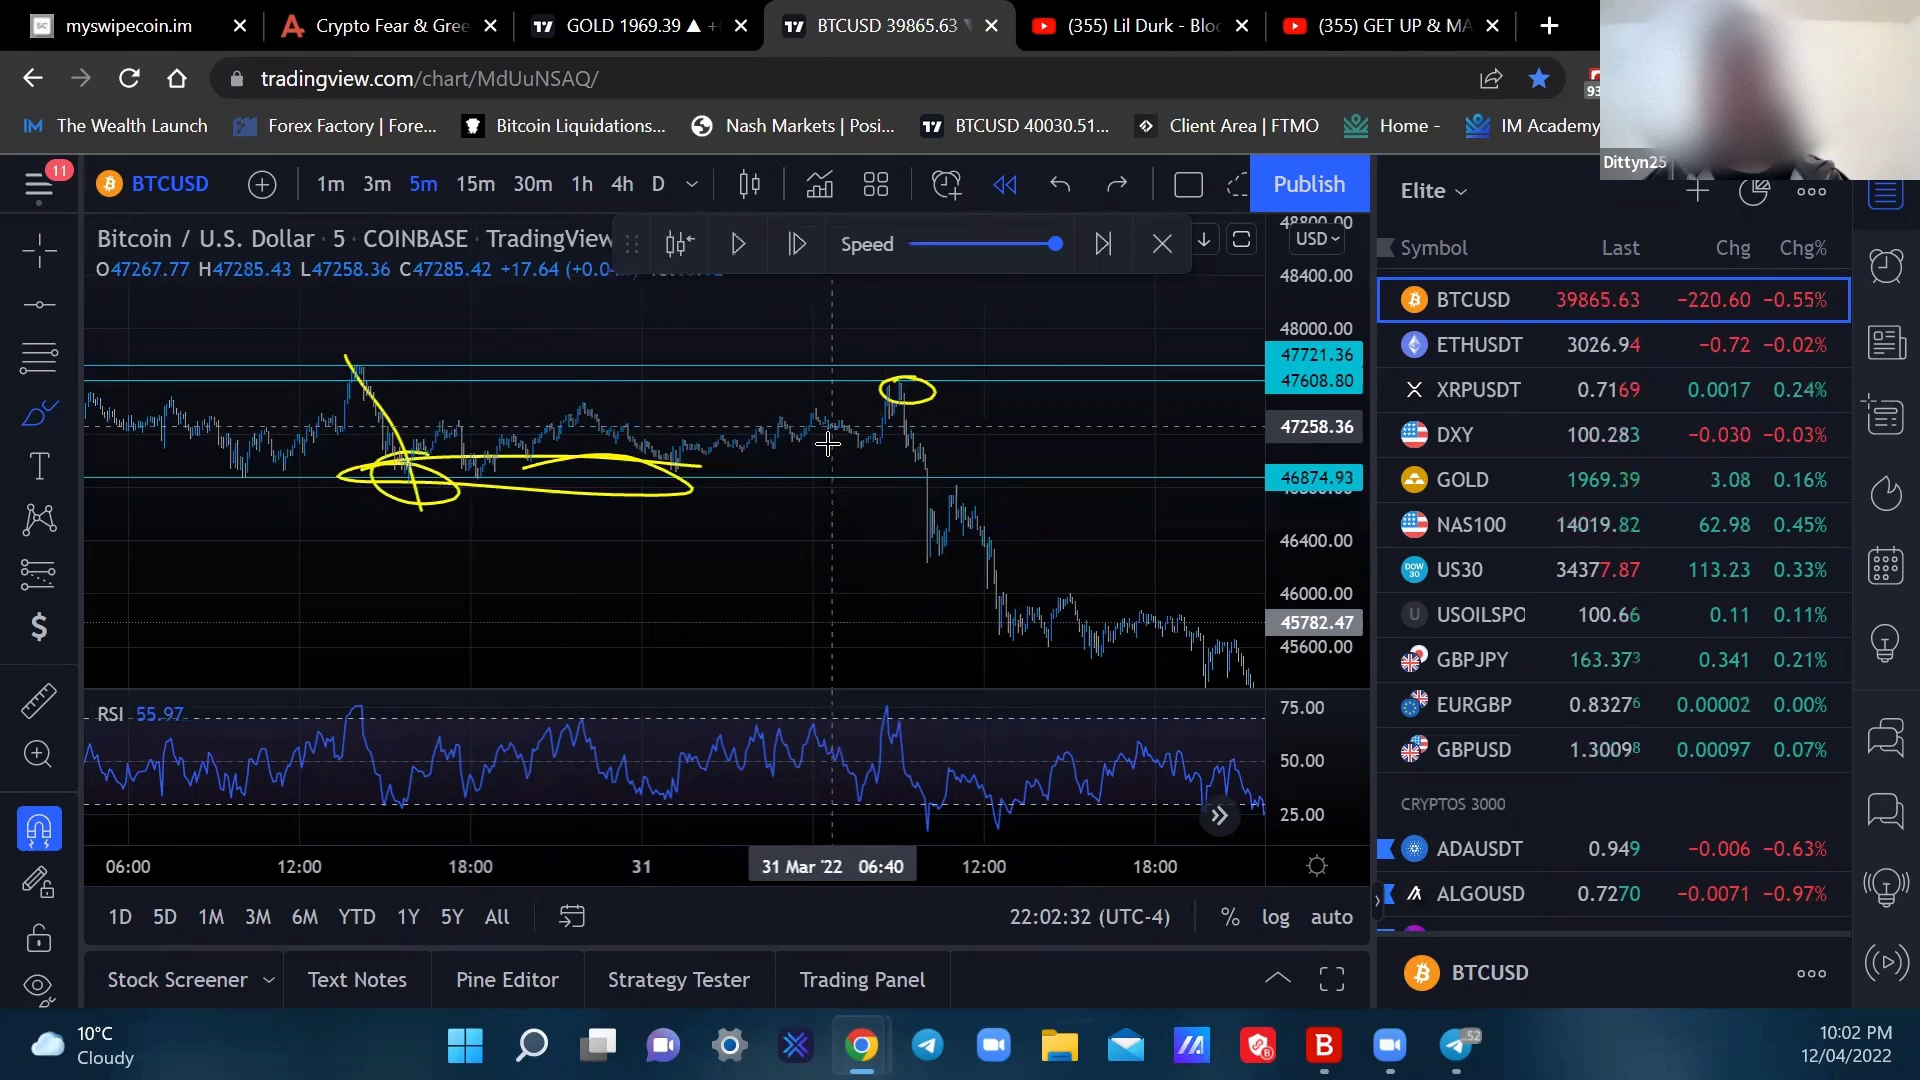 myswipecoin.im
Crypto Fear & Gree
GOLD 1969.39 ▲ +
BTCUSD 39865.63
(355) Lil Durk - Bloc
(355) GET UP & MA
tradingview.com/chart/MdUuNSAQ/
93
The Wealth Launch
Forex Factory | Fore...
Bitcoin Liquidations...
Nash Markets | Posi...
BTCUSD 40030.51...
Client Area | FTMO
Home -
IM Academy
Dittyn25
11
BTCUSD
1m 3m 5m 15m 30m 1h 4h D
Publish
Elite
Bitcoin / U.S. Dollar · 5 · COINBASE · TradingView
Speed
USD
O47267.77 H47285.43 L47258.36 C47285.42 +17.64
Symbol Last Chg Chg%
BTCUSD 39865.63 −220.60 −0.55%
ETHUSDT 3026.94 −0.72 −0.02%
XRPUSDT 0.7169 0.0017 0.24%
DXY 100.283 −0.030 −0.03%
GOLD 1969.39 3.08 0.16%
NAS100 14019.82 62.98 0.45%
US30 34377.87 113.23 0.33%
USOILSPO 100.66 0.11 0.11%
GBPJPY 163.373 0.341 0.21%
EURGBP 0.83276 0.00002 0.00%
GBPUSD 1.30098 0.00097 0.07%
CRYPTOS 3000
ADAUSDT 0.949 −0.006 −0.63%
ALGOUSD 0.7270 −0.0071 −0.97%
BTCUSD
48800.00
48400.00
48000.00
47721.36
47608.80
47258.36
46874.93
46400.00
46000.00
45782.47
45600.00
RSI 55.97
75.00
50.00
25.00
06:00 12:00 18:00 31 31 Mar '22 06:40 12:00 18:00
1D 5D 1M 3M 6M YTD 1Y 5Y All
22:02:32 (UTC-4)
% log auto
Stock Screener
Text Notes
Pine Editor
Strategy Tester
Trading Panel
10°C
Cloudy
52
10:02 PM
12/04/2022